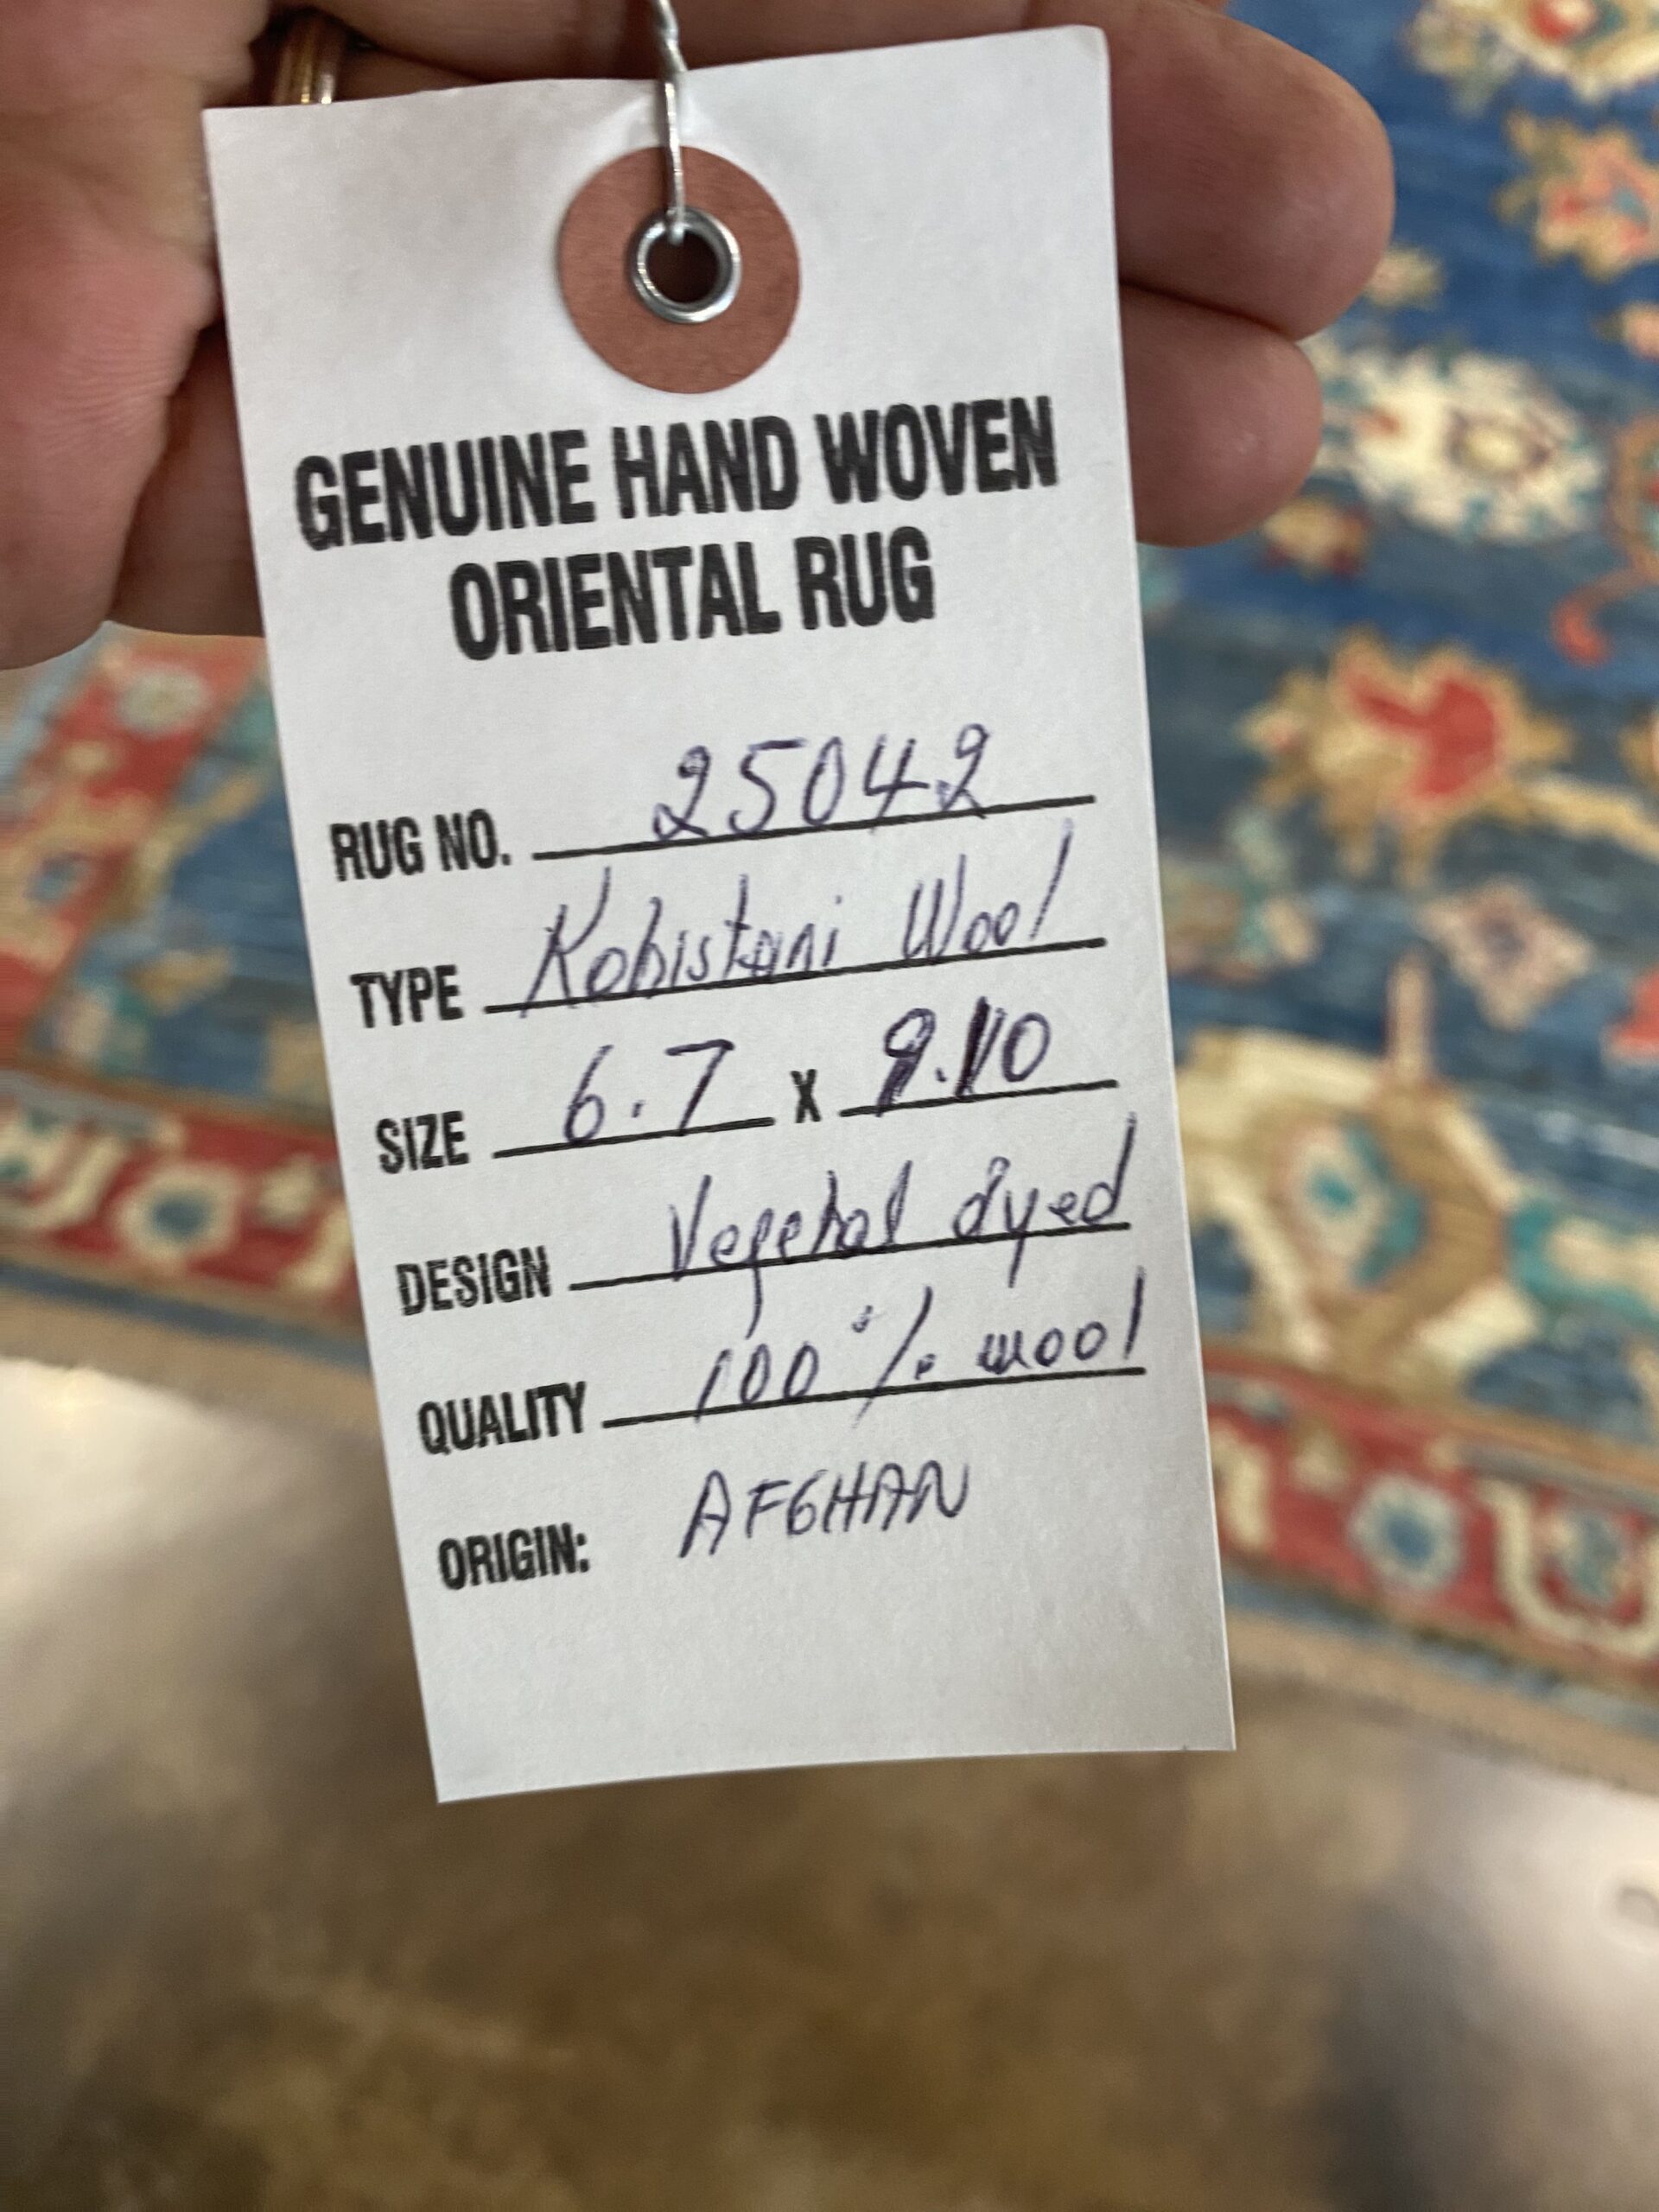 GENUINE HAND WOVEN
ORIENTAL RUG
RUG NO. 25042
TYPE Kohistani Wool
SIZE 6.7 X 9.10
DESIGN Vegetal dyed
QUALITY 100 % wool
ORIGIN: AFGHAN